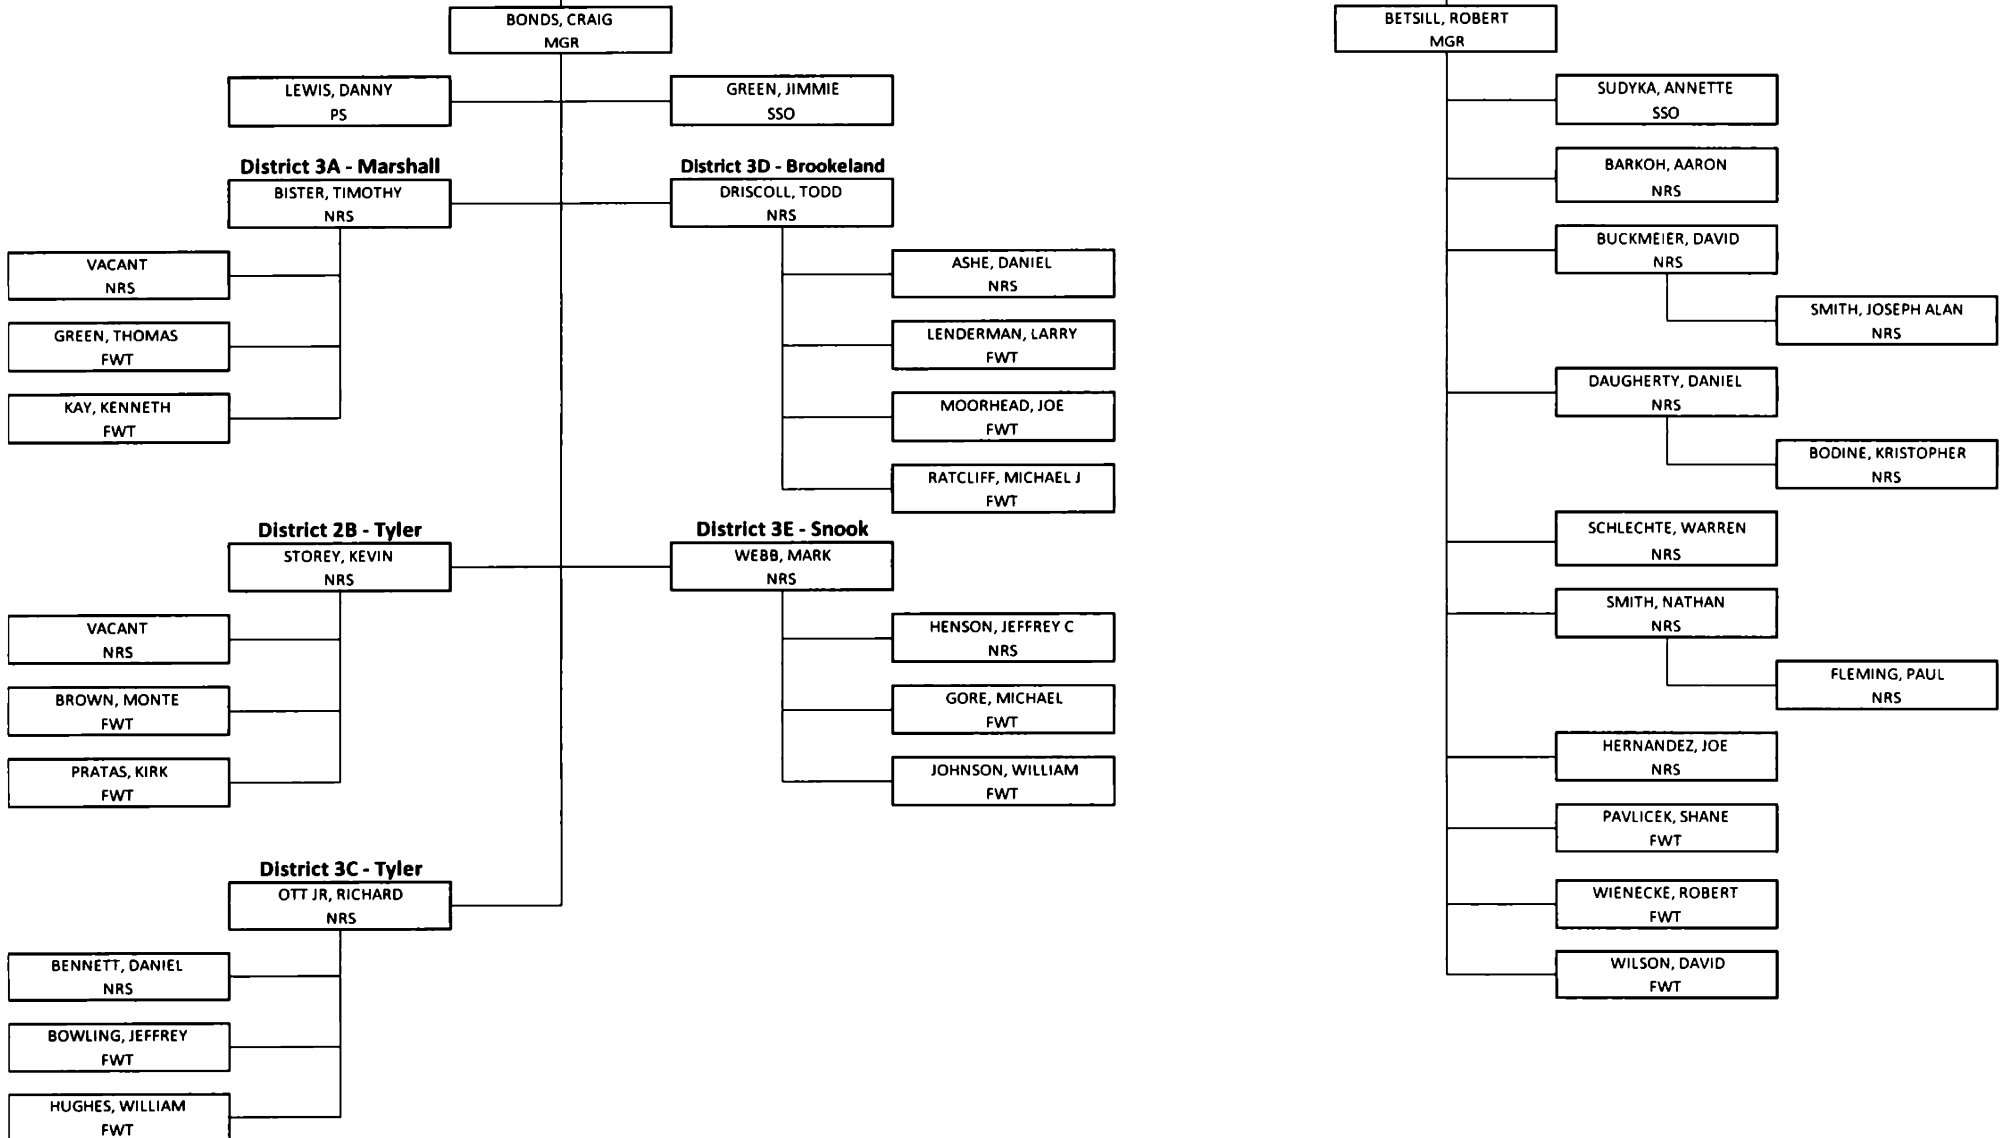 BONDS, CRAIG
MGR
LEWIS, DANNY
PS
GREEN, JIMMIE
SSO
District 3A - Marshall
BISTER, TIMOTHY
NRS
VACANT
NRS
GREEN, THOMAS
FWT
KAY, KENNETH
FWT
District 3D - Brookeland
DRISCOLL, TODD
NRS
ASHE, DANIEL
NRS
LENDERMAN, LARRY
FWT
MOORHEAD, JOE
FWT
RATCLIFF, MICHAEL J
FWT
District 2B - Tyler
STOREY, KEVIN
NRS
VACANT
NRS
BROWN, MONTE
FWT
PRATAS, KIRK
FWT
District 3E - Snook
WEBB, MARK
NRS
HENSON, JEFFREY C
NRS
GORE, MICHAEL
FWT
JOHNSON, WILLIAM
FWT
District 3C - Tyler
OTT JR, RICHARD
NRS
BENNETT, DANIEL
NRS
BOWLING, JEFFREY
FWT
HUGHES, WILLIAM
FWT
BETSILL, ROBERT
MGR
SUDYKA, ANNETTE
SSO
BARKOH, AARON
NRS
BUCKMEIER, DAVID
NRS
SMITH, JOSEPH ALAN
NRS
DAUGHERTY, DANIEL
NRS
BODINE, KRISTOPHER
NRS
SCHLECHTE, WARREN
NRS
SMITH, NATHAN
NRS
FLEMING, PAUL
NRS
HERNANDEZ, JOE
NRS
PAVLICEK, SHANE
FWT
WIENECKE, ROBERT
FWT
WILSON, DAVID
FWT